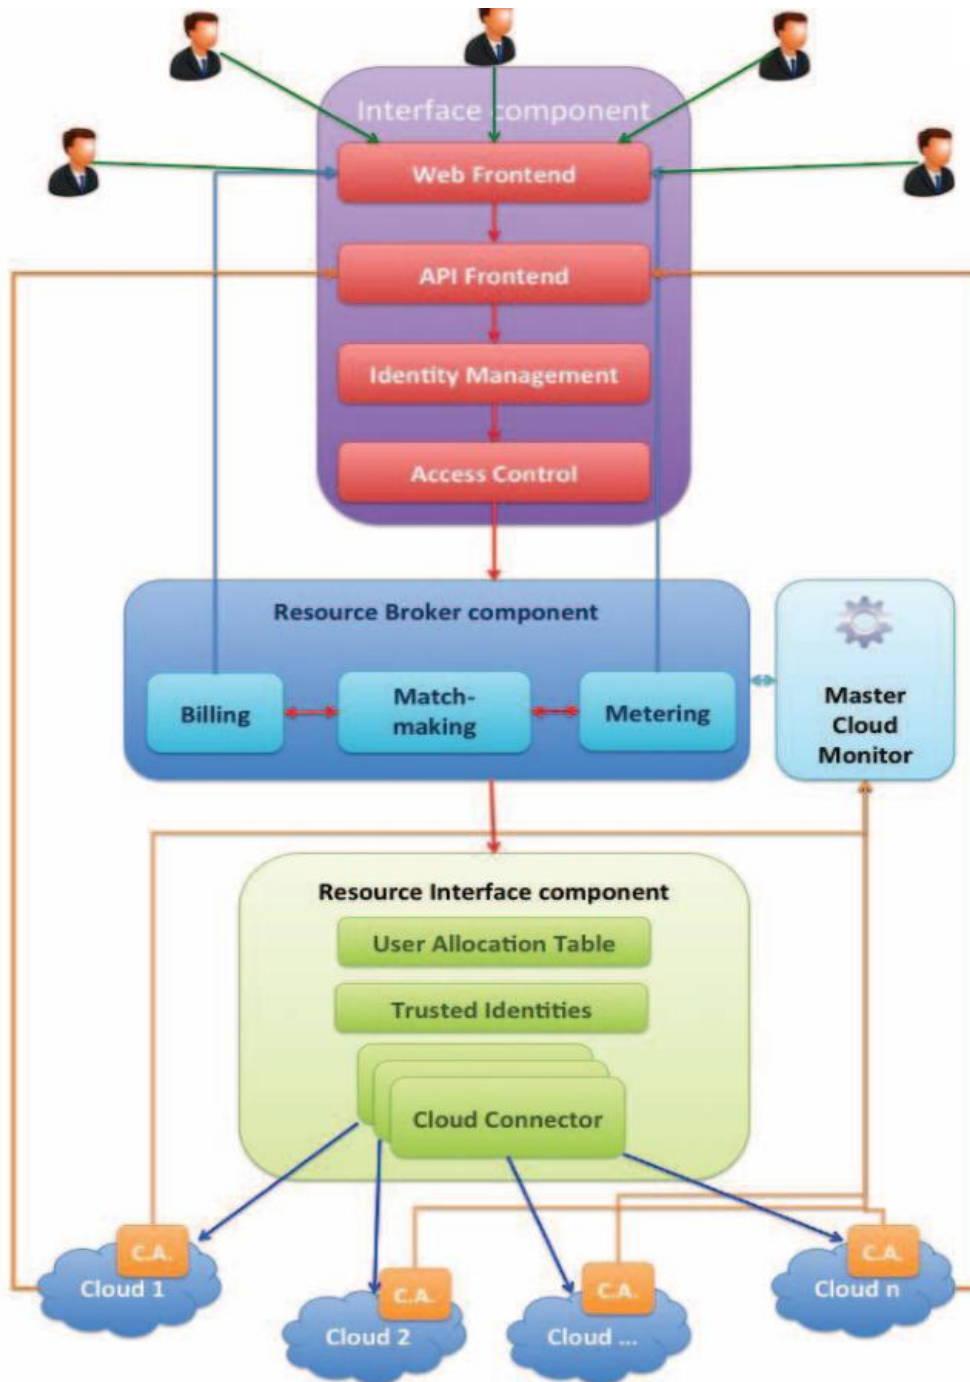 Interface component
Web Frontend
API Frontend
Identity Management
Access Control
Resource Broker component
Billing
Match-
making
Metering
Master
Cloud
Monitor
Resource Interface component
User Allocation Table
Trusted Identities
Cloud Connector
C.A.
Cloud 1
C.A.
Cloud 2
C.A.
Cloud ...
C.A.
Cloud n